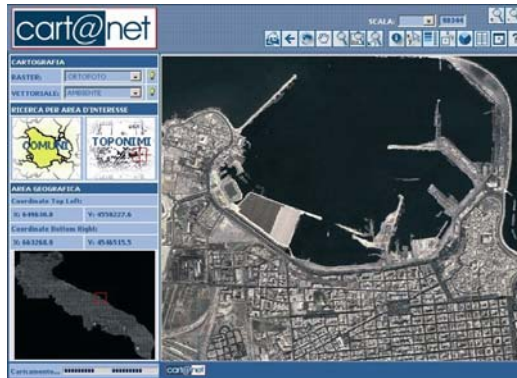 cart@net
SCALA:
CARTOGRAFIA
RASTER: ORTOFOTO
VETTORIALE: AMBIENTE
RICERCA PER AREA D'INTERESSE
COMUNI
TOPONIMI
AREA GEOGRAFICA
Coordinate Top Left:
Coordinate Bottom Right:
Caricamento...
cart@net